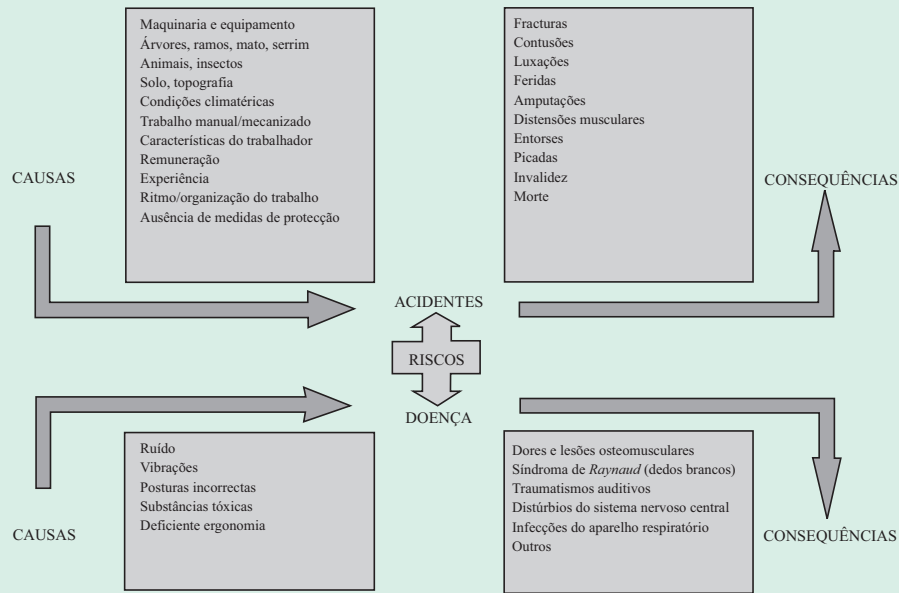 Maquinaria e equipamento
Árvores, ramos, mato, serrim
Animais, insectos
Solo, topografia
Condições climatéricas
Trabalho manual/mecanizado
Características do trabalhador
Remuneração
Experiência
Ritmo/organização do trabalho
Ausência de medidas de protecção
Fracturas
Contusões
Luxações
Feridas
Amputações
Distensões musculares
Entorses
Picadas
Invalidez
Morte
CAUSAS
CONSEQUÊNCIAS
ACIDENTES
RISCOS
DOENÇA
Ruído
Vibrações
Posturas incorrectas
Substâncias tóxicas
Deficiente ergonomia
Dores e lesões osteomusculares
Síndroma de Raynaud (dedos brancos)
Traumatismos auditivos
Distúrbios do sistema nervoso central
Infecções do aparelho respiratório
Outros
CAUSAS
CONSEQUÊNCIAS